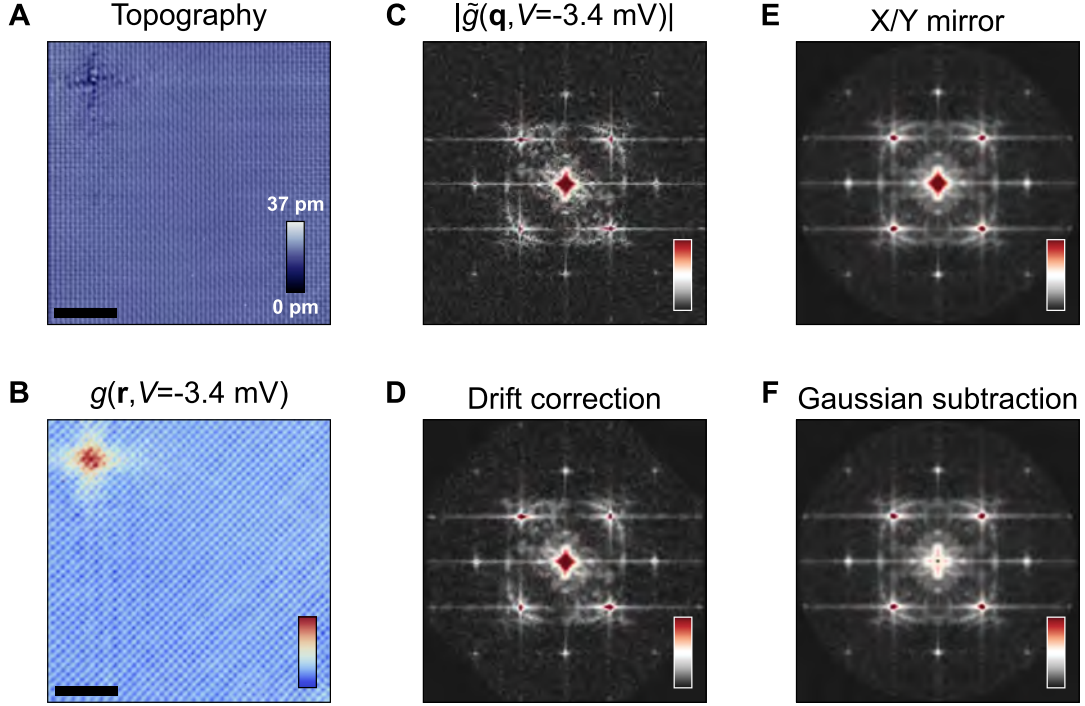 A Topography
37 pm
0 pm
C |g̃(q,V=-3.4 mV)|
E X/Y mirror
B g(r,V=-3.4 mV)
D Drift correction
F Gaussian subtraction